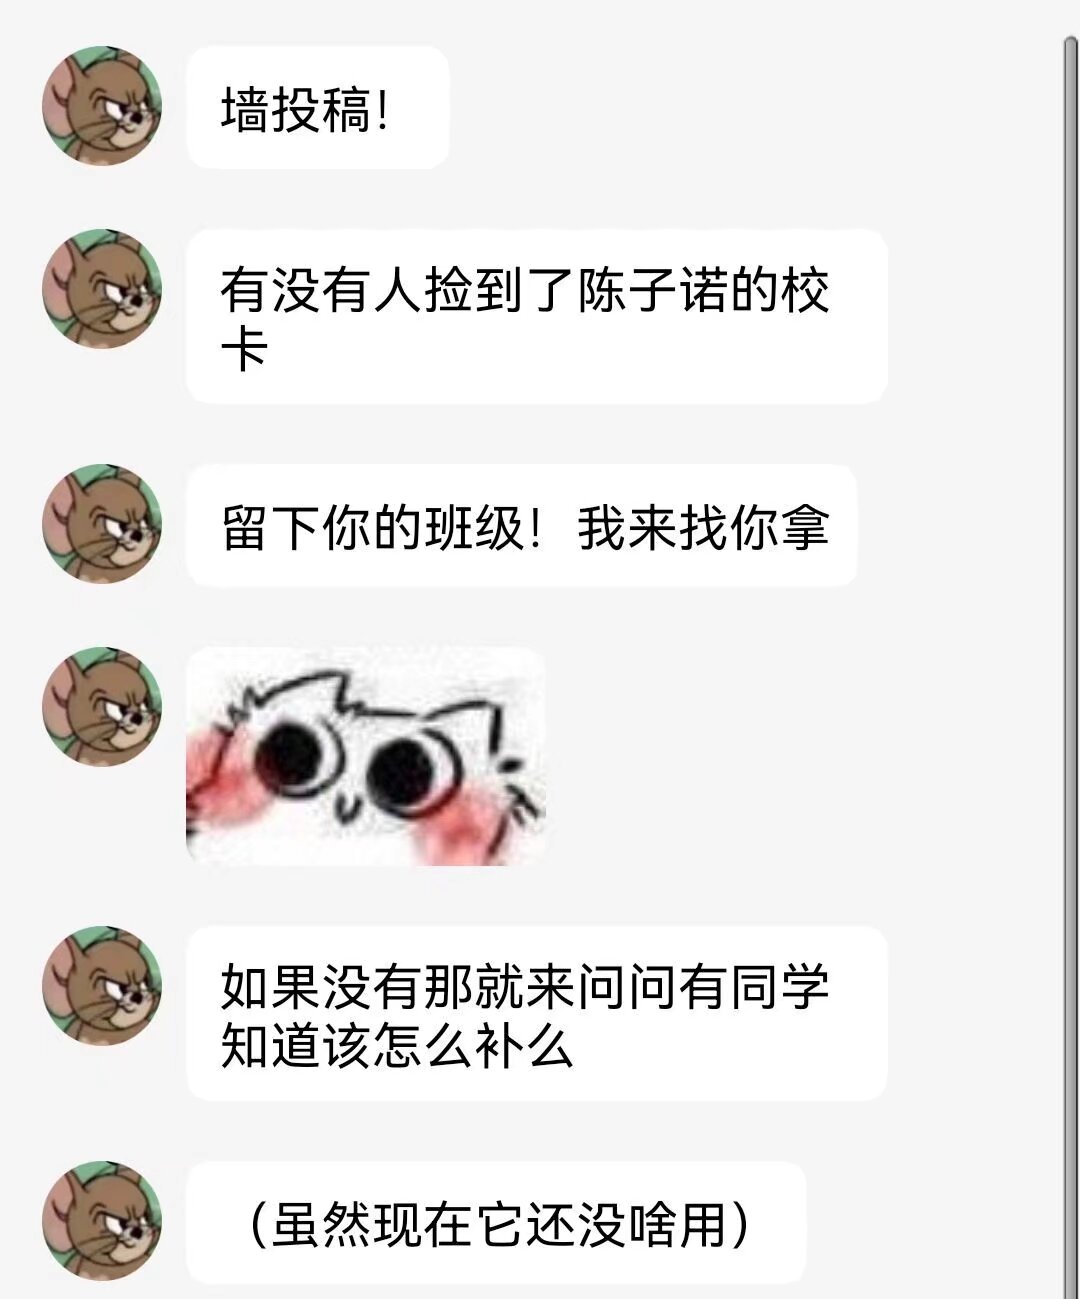 墙投稿！
有没有人捡到了陈子诺的校
卡
留下你的班级！我来找你拿
如果没有那就来问问有同学
知道该怎么补么
（虽然现在它还没啥用）